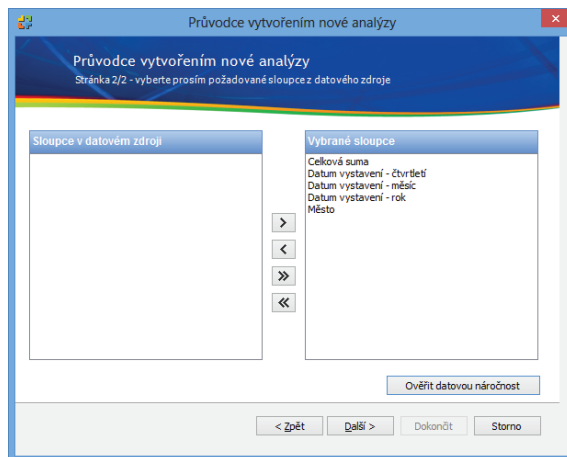 Průvodce vytvořením nové analýzy
Průvodce vytvořením nové analýzy
Stránka 2/2 - vyberte prosím požadované sloupce z datového zdroje
Sloupce v datovém zdroji
Vybrané sloupce
Celková suma
Datum vystavení - čtvrtletí
Datum vystavení - měsíc
Datum vystavení - rok
Město
>
<
»
«
Ověřit datovou náročnost
< Zpět
Další >
Dokončit
Storno